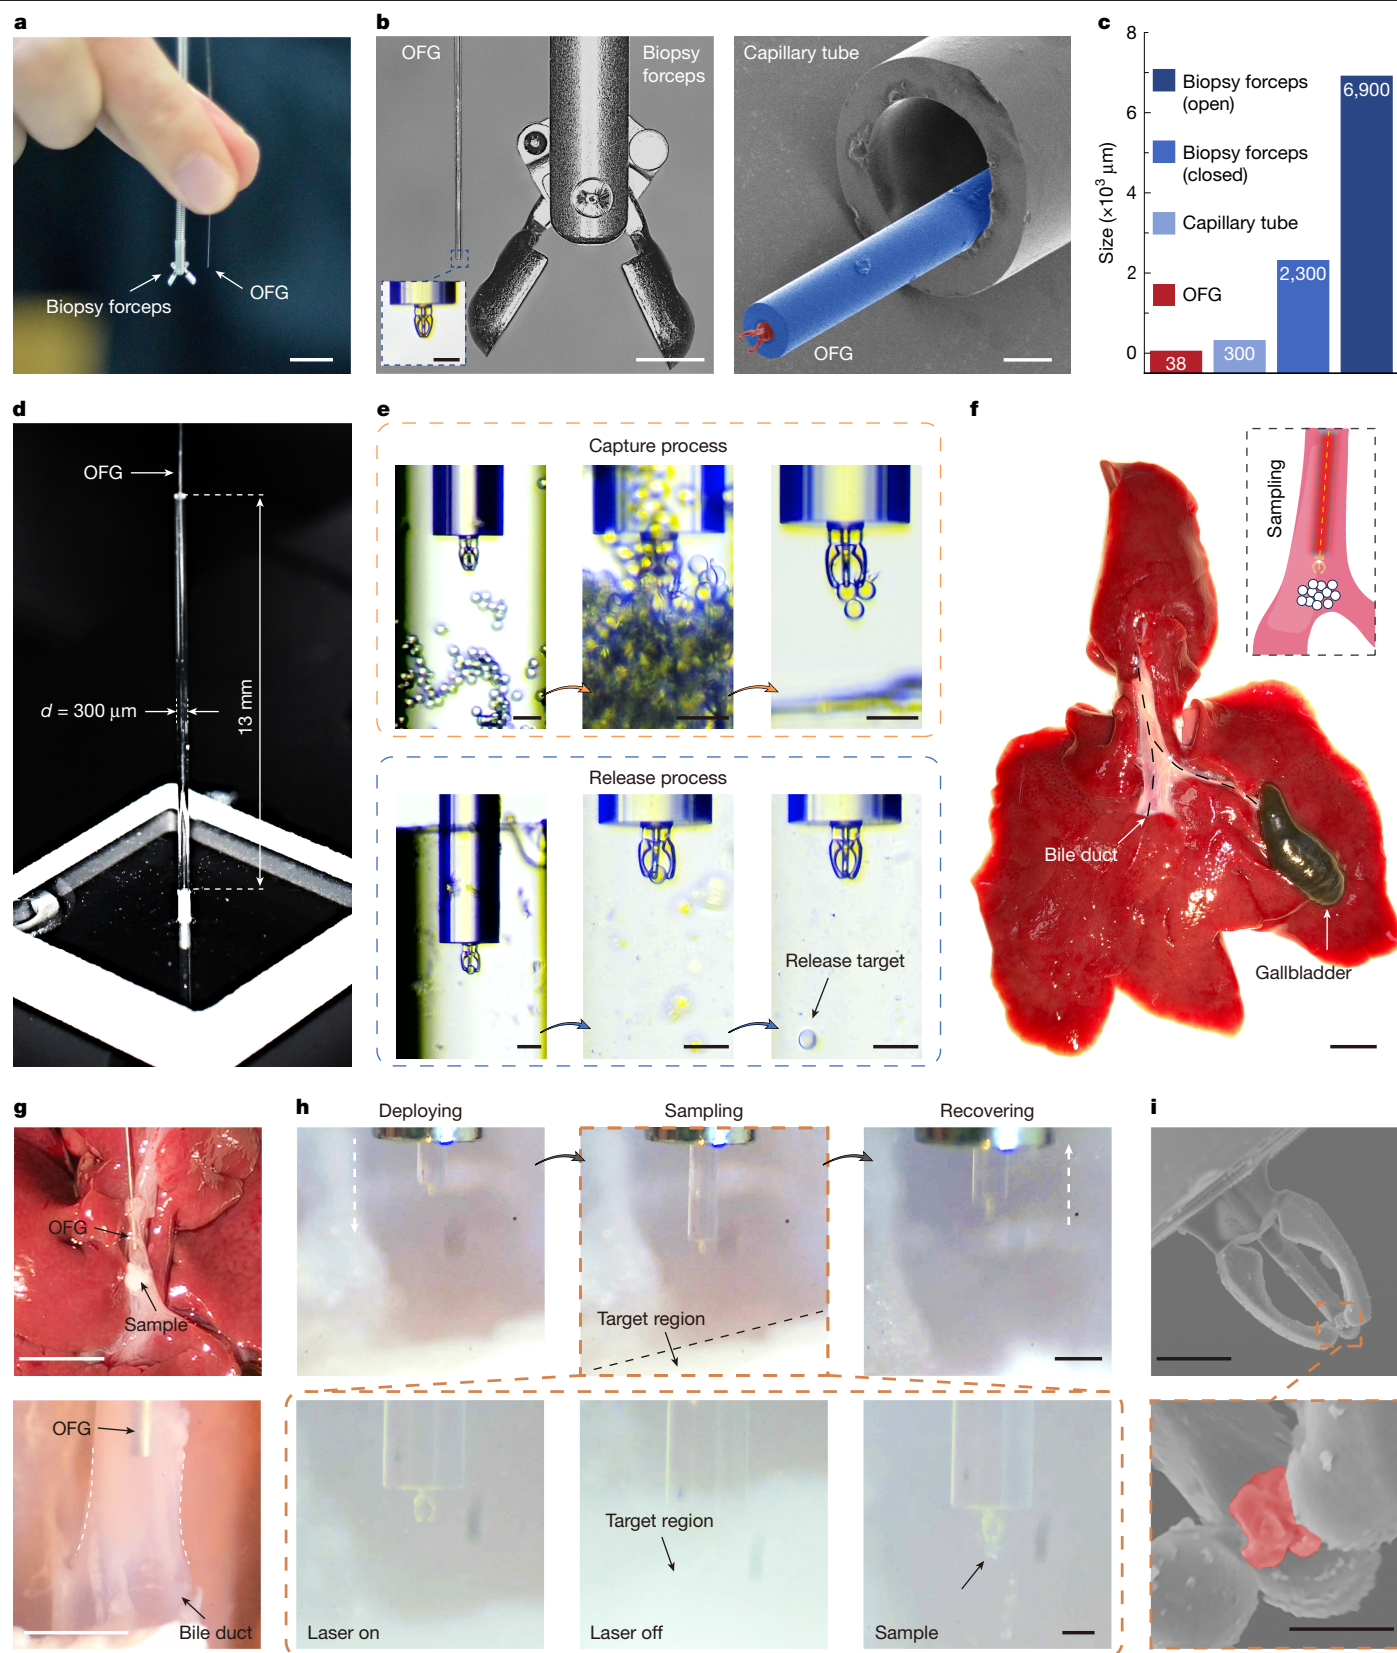 a
Biopsy forceps
OFG
b
OFG
Biopsy
forceps
Capillary tube
OFG
c
8
6
4
2
0
Size (×10³ µm)
Biopsy forceps
(open)
Biopsy forceps
(closed)
Capillary tube
OFG
38
300
2,300
6,900
d
OFG
d = 300 µm
13 mm
e
Capture process
Release process
Release target
f
Sampling
Bile duct
Gallbladder
g
OFG
Sample
OFG
Bile duct
h
Deploying
Sampling
Recovering
Target region
Laser on
Target region
Laser off
Sample
i